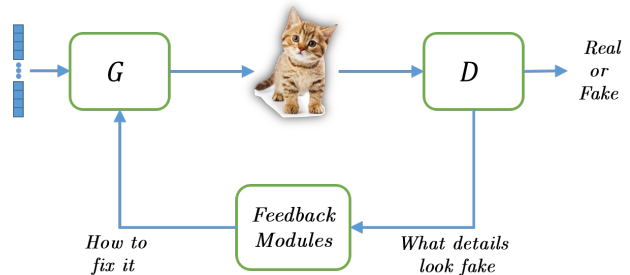 G
D
Real
or
Fake
Feedback
Modules
How to
fix it
What details
look fake